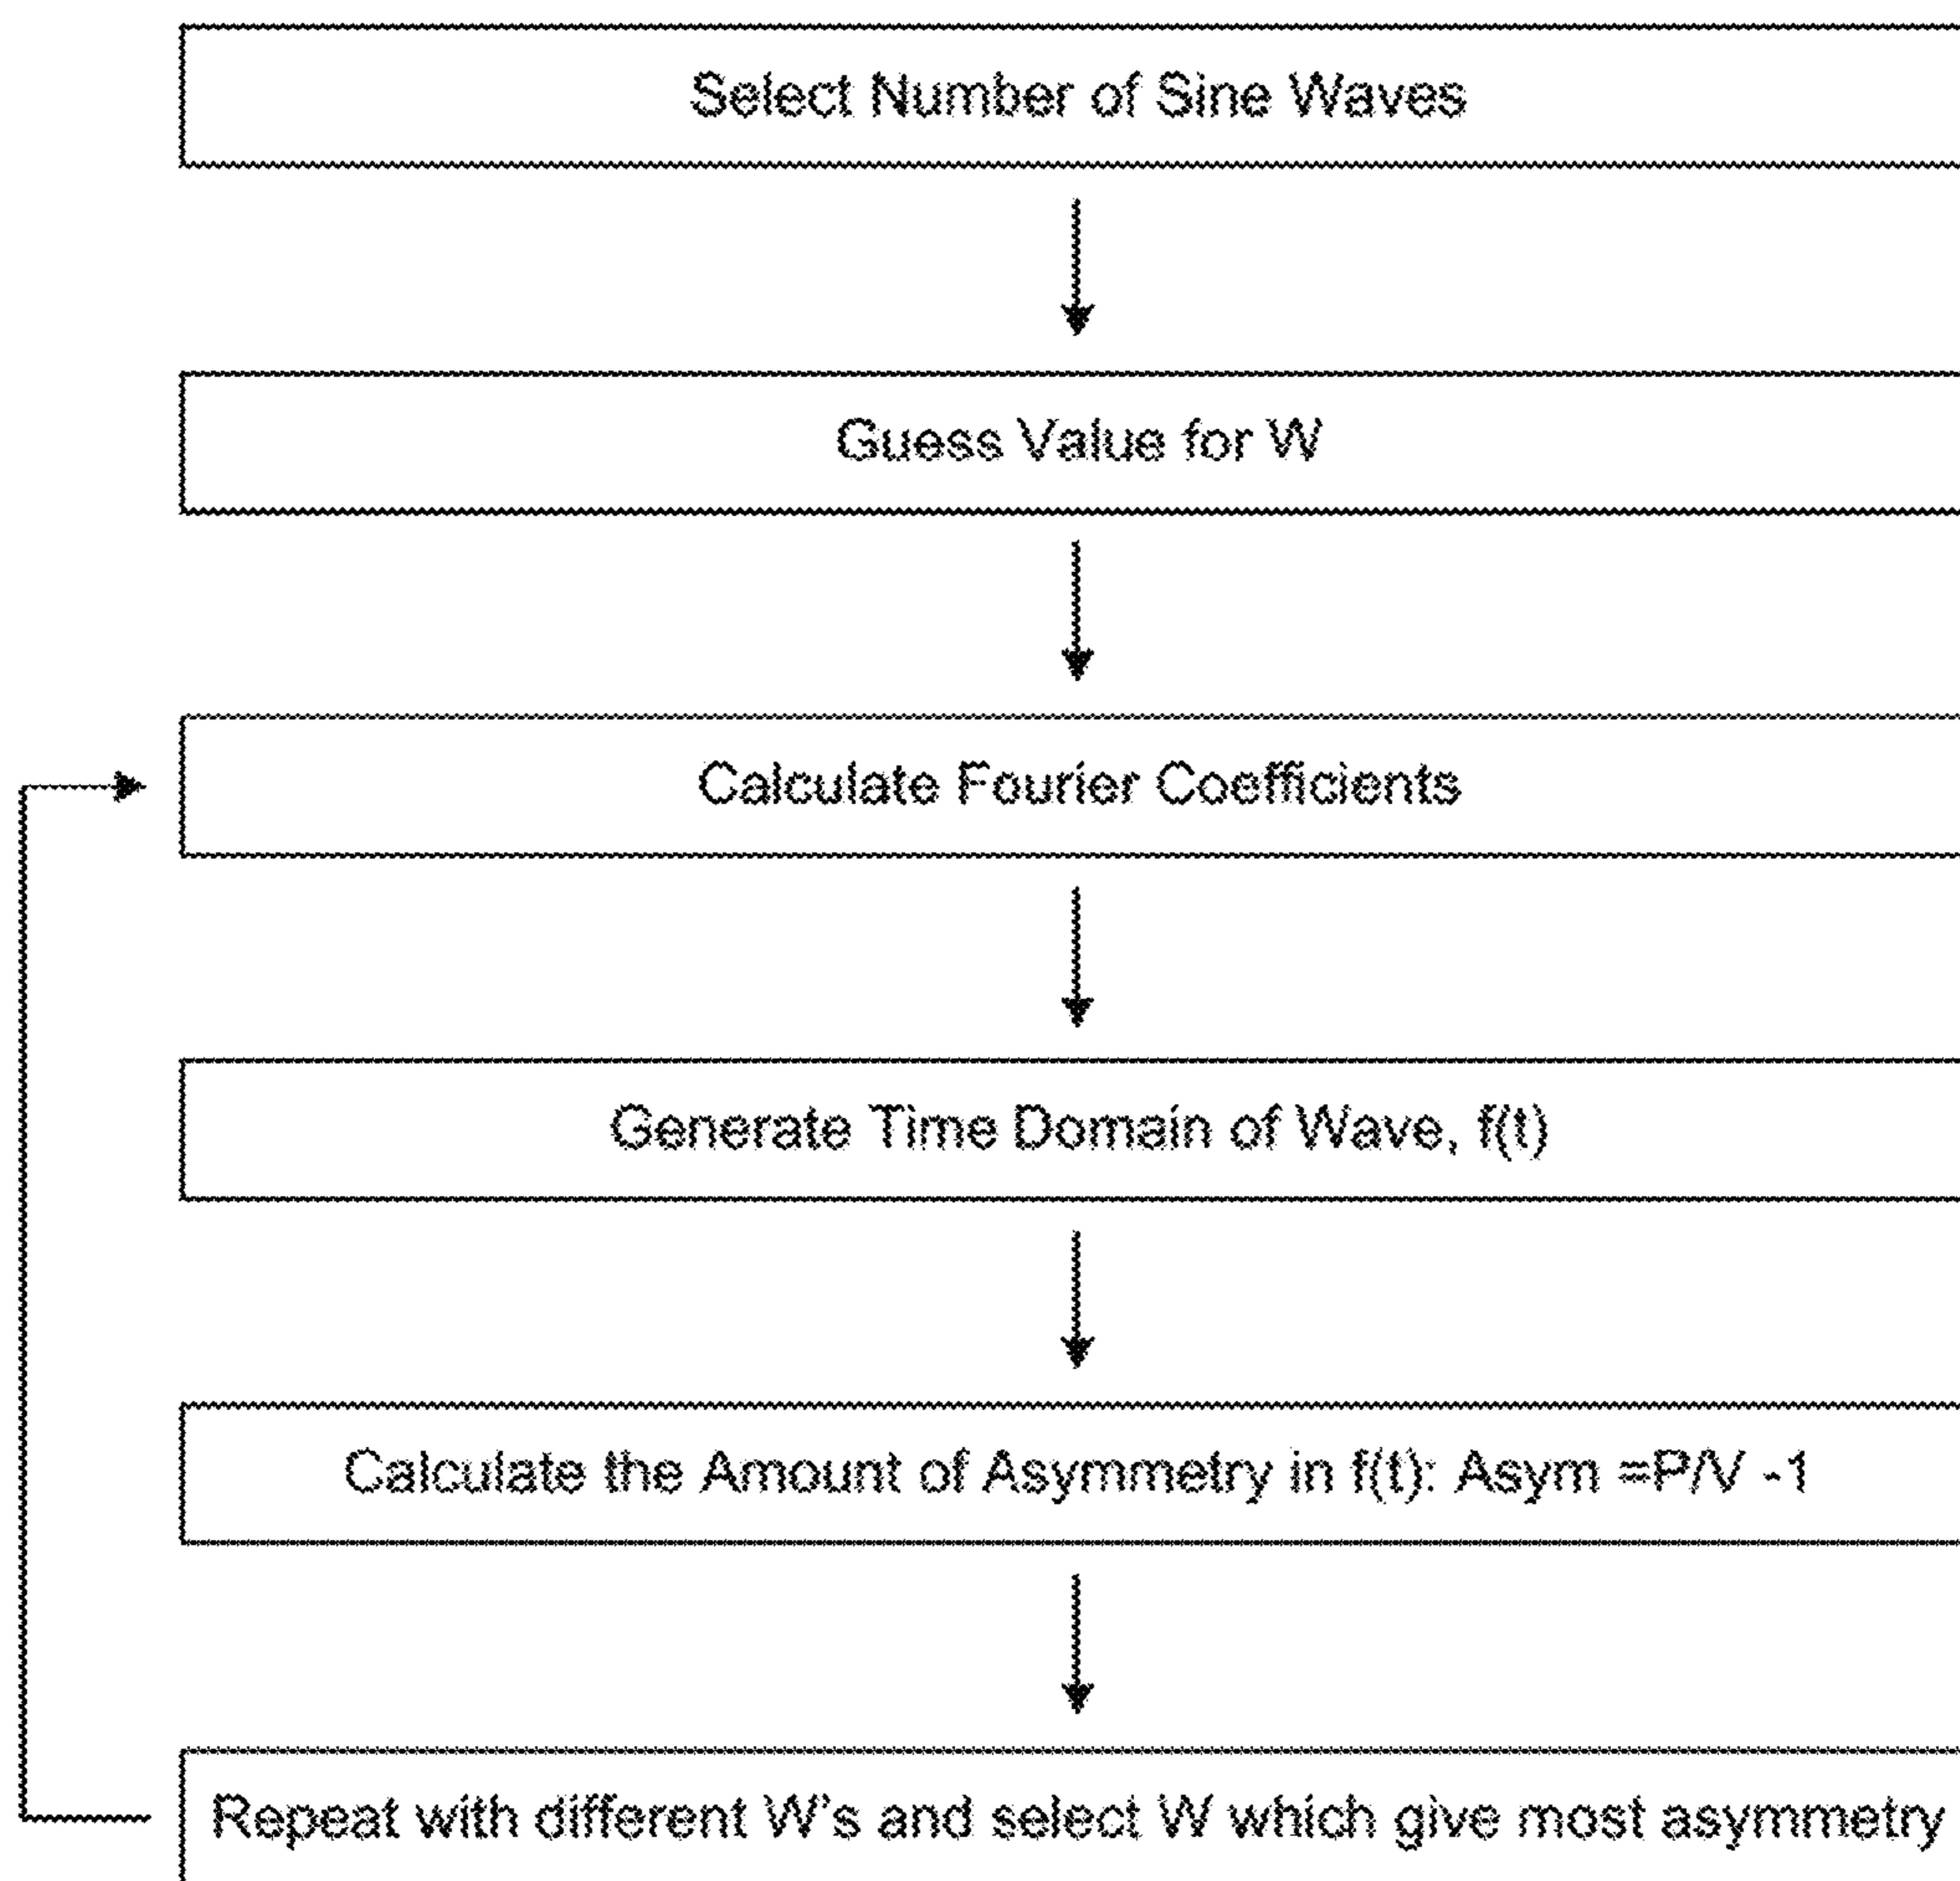 Select Number of Sine Waves
Guess Value for W
Calculate Fourier Coefficients
Generate Time Domain of Wave, f(t)
Calculate the Amount of Asymmetry in f(t): Asym =P/V -1
Repeat with different W's and select W which give most asymmetry